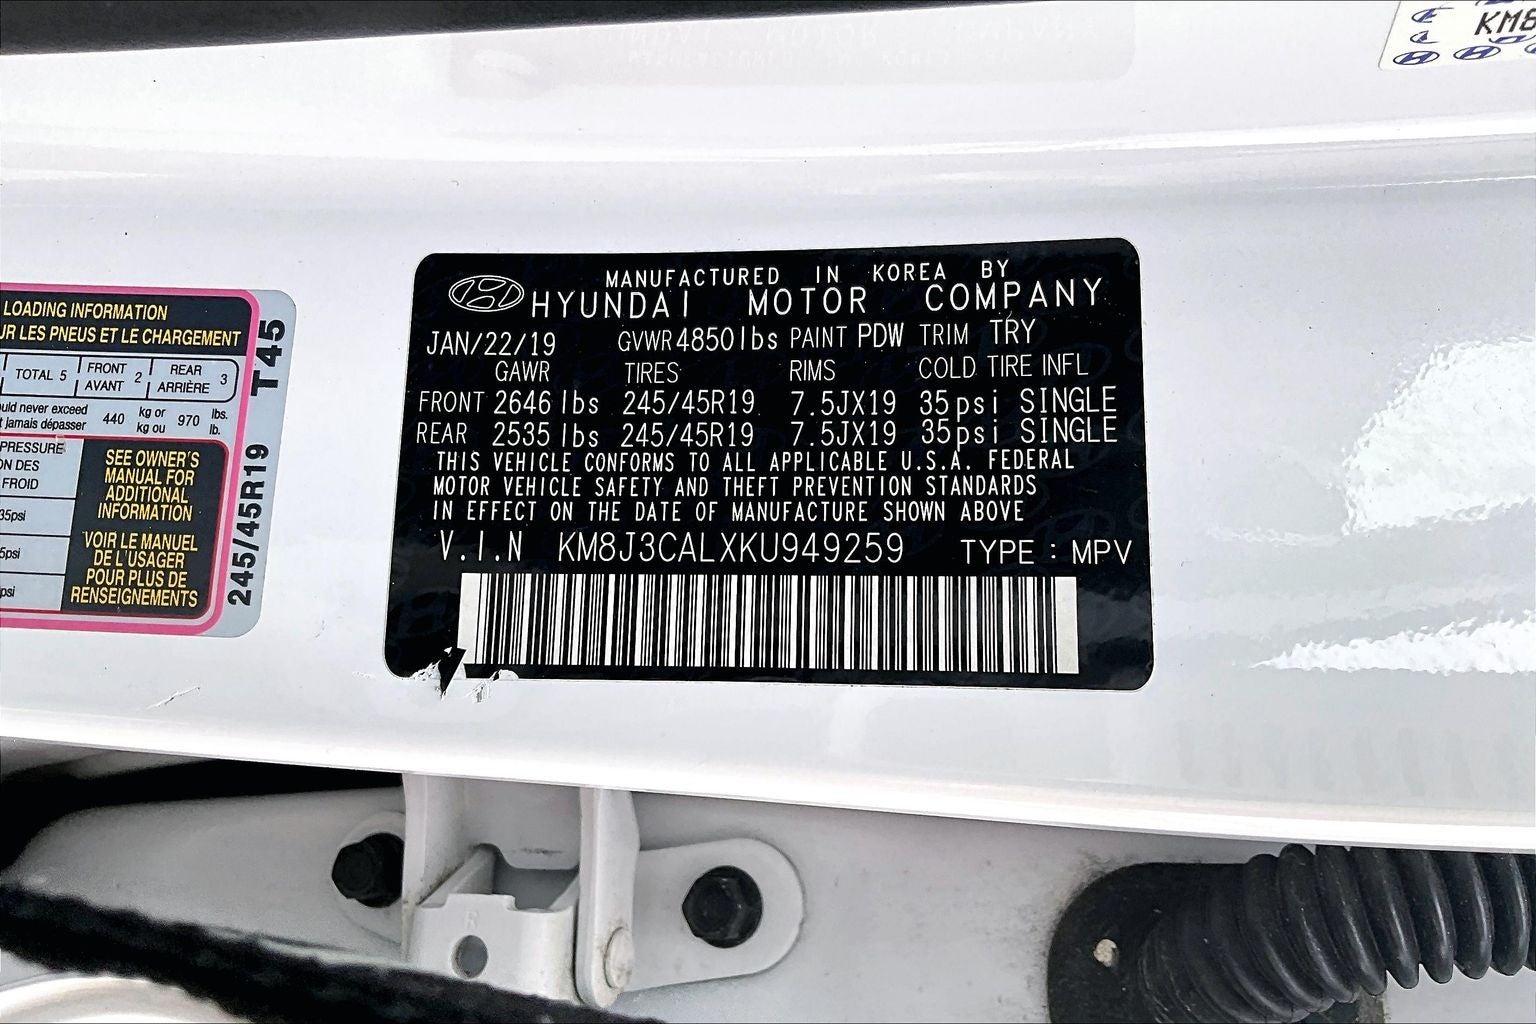 KM8
MANUFACTURED IN KOREA BY
HYUNDAI MOTOR COMPANY
JAN/22/19 GVWR 4850lbs PAINT PDW TRIM TRY
GAWR TIRES RIMS COLD TIRE INFL
FRONT 2646 lbs 245/45R19 7.5JX19 35psi SINGLE
REAR 2535 lbs 245/45R19 7.5JX19 35psi SINGLE
THIS VEHICLE CONFORMS TO ALL APPLICABLE U.S.A. FEDERAL
MOTOR VEHICLE SAFETY AND THEFT PREVENTION STANDARDS
IN EFFECT ON THE DATE OF MANUFACTURE SHOWN ABOVE
V.I.N KM8J3CALXKU949259 TYPE : MPV
LOADING INFORMATION
UR LES PNEUS ET LE CHARGEMENT
TOTAL 5 FRONT AVANT 2 REAR ARRIÈRE 3
uld never exceed
t jamais dépasser
440 kg or kg ou 970 lbs. lb.
PRESSURE
ON DES
FROID
35psi
5psi
psi
SEE OWNER'S
MANUAL FOR
ADDITIONAL
INFORMATION
VOIR LE MANUEL
DE L'USAGER
POUR PLUS DE
RENSEIGNEMENTS
245/45R19 T45